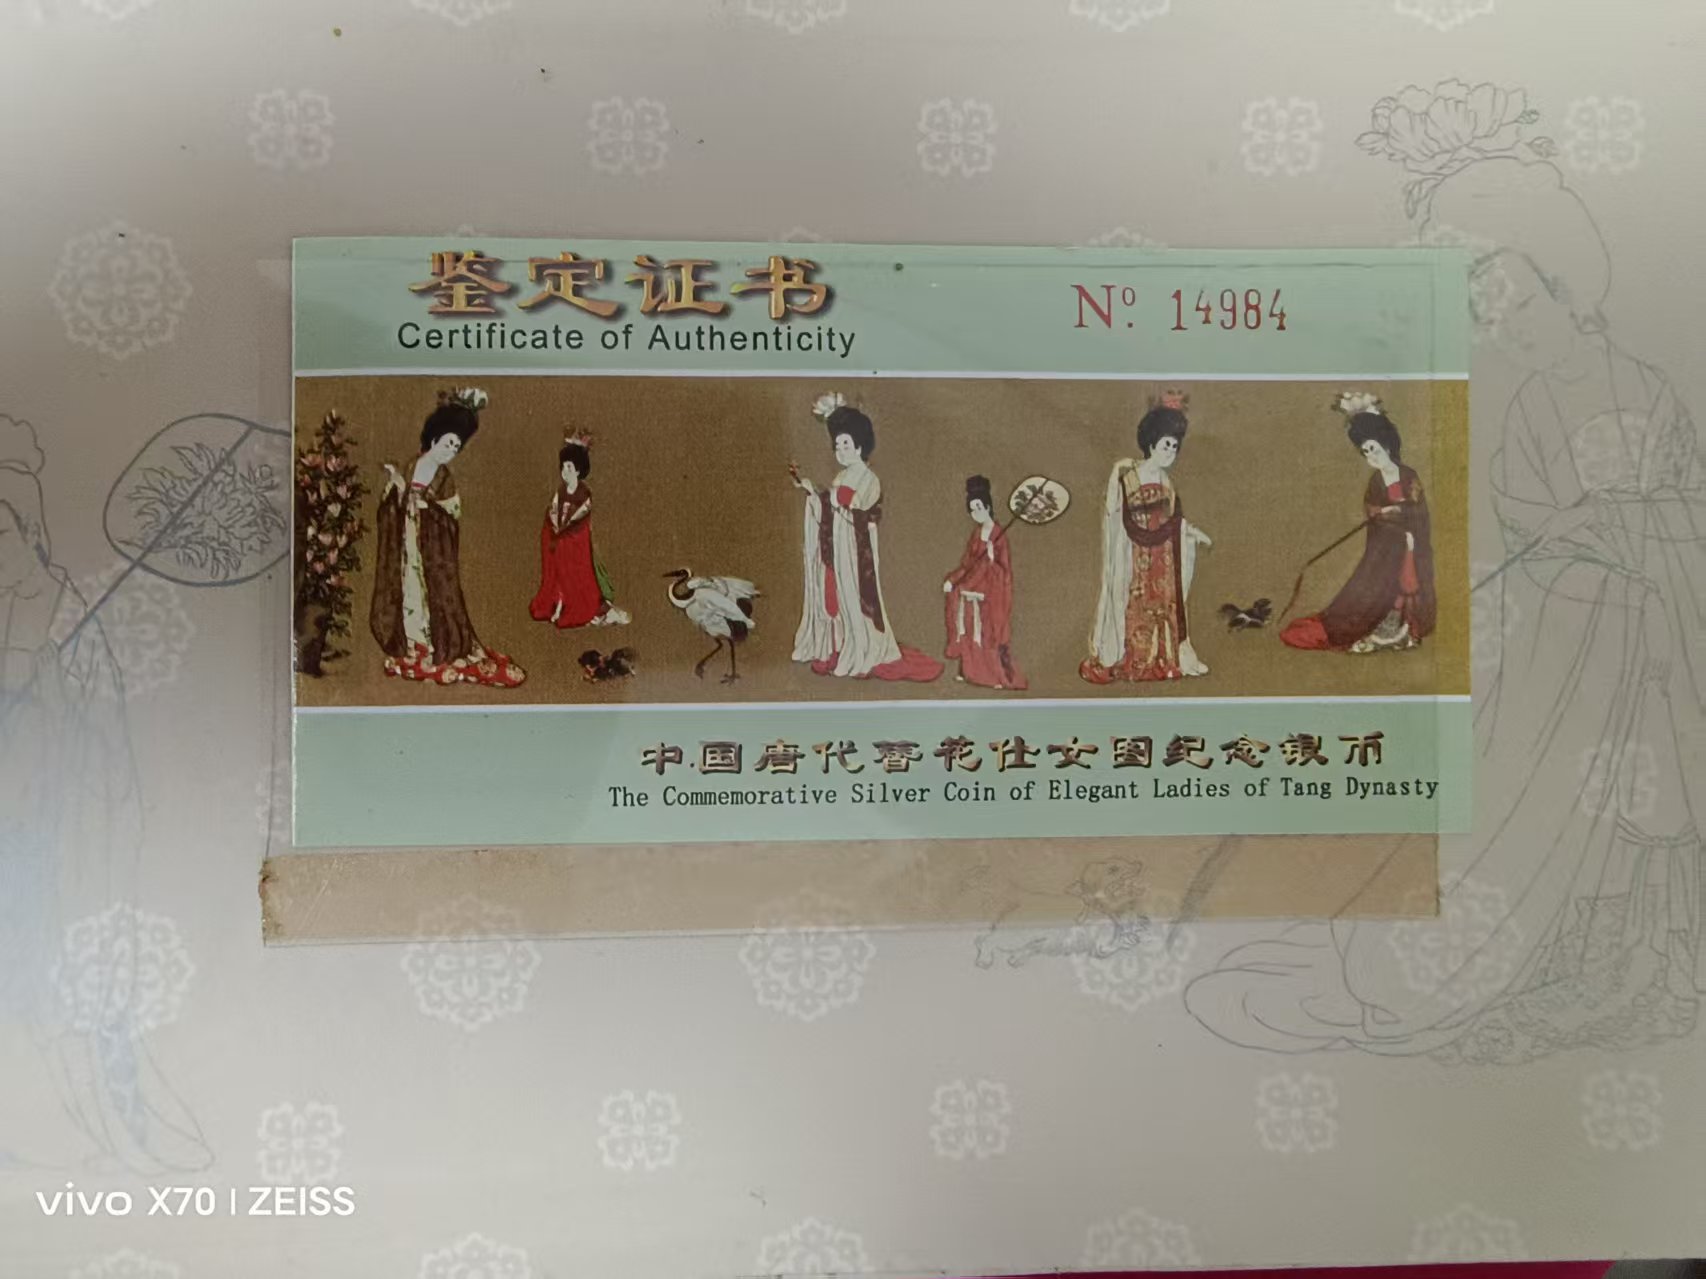 鉴定证书
Certificate of Authenticity
Nº. 14984
中国唐代簪花仕女图纪念银币
The Commemorative Silver Coin of Elegant Ladies of Tang Dynasty
vivo X70 | ZEISS